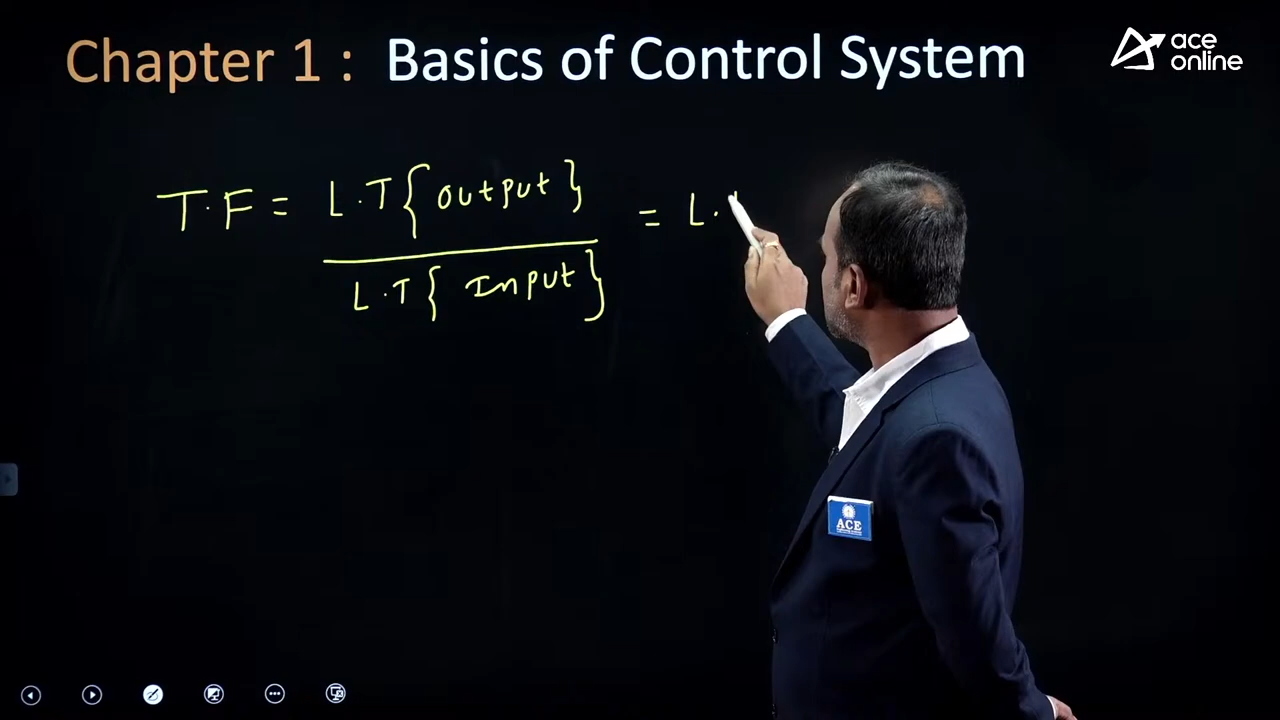 Chapter 1 : Basics of Control System
ace
online
T.F = L.T{output} / L.T{Input} = L.
ACE